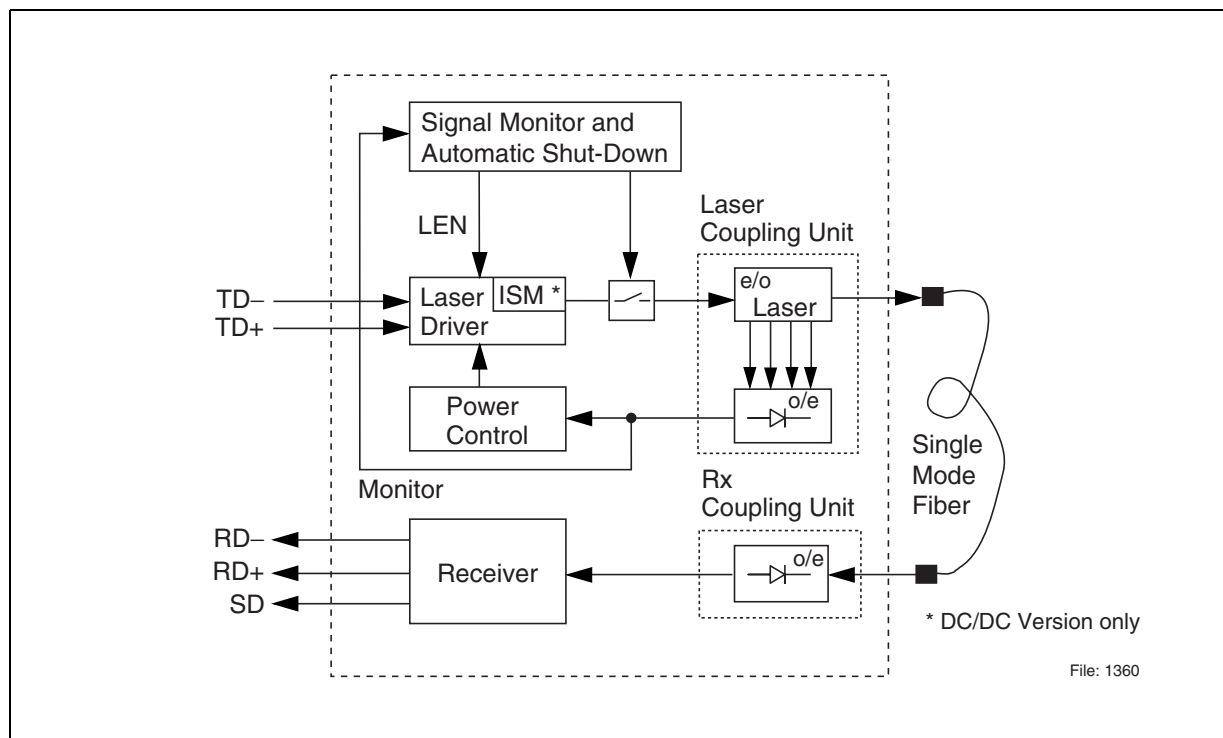 Signal Monitor and
Automatic Shut-Down
LEN
Laser
Coupling Unit
TD–
TD+
Laser
Driver
ISM *
e/o
Laser
o/e
Power
Control
Monitor
Single
Mode
Fiber
Rx
Coupling Unit
RD–
RD+
SD
Receiver
o/e
* DC/DC Version only
File: 1360